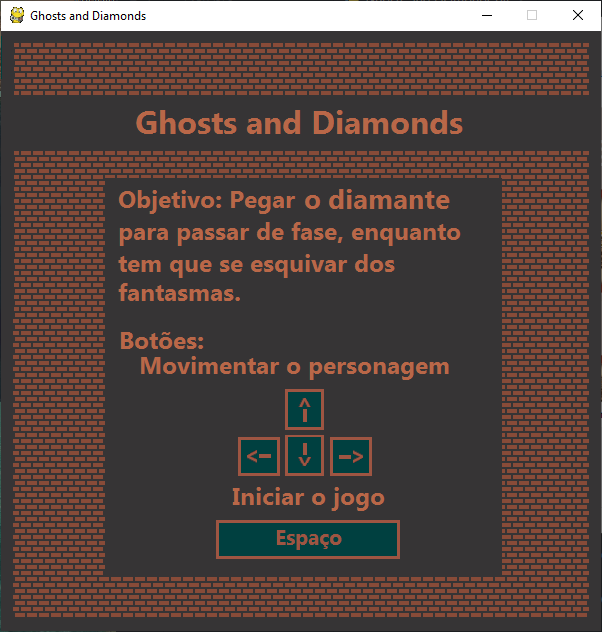 Ghosts and Diamonds
Ghosts and Diamonds
Objetivo: Pegar o diamante
para passar de fase, enquanto
tem que se esquivar dos
fantasmas.
Botões:
Movimentar o personagem
<- ->
Iniciar o jogo
Espaço